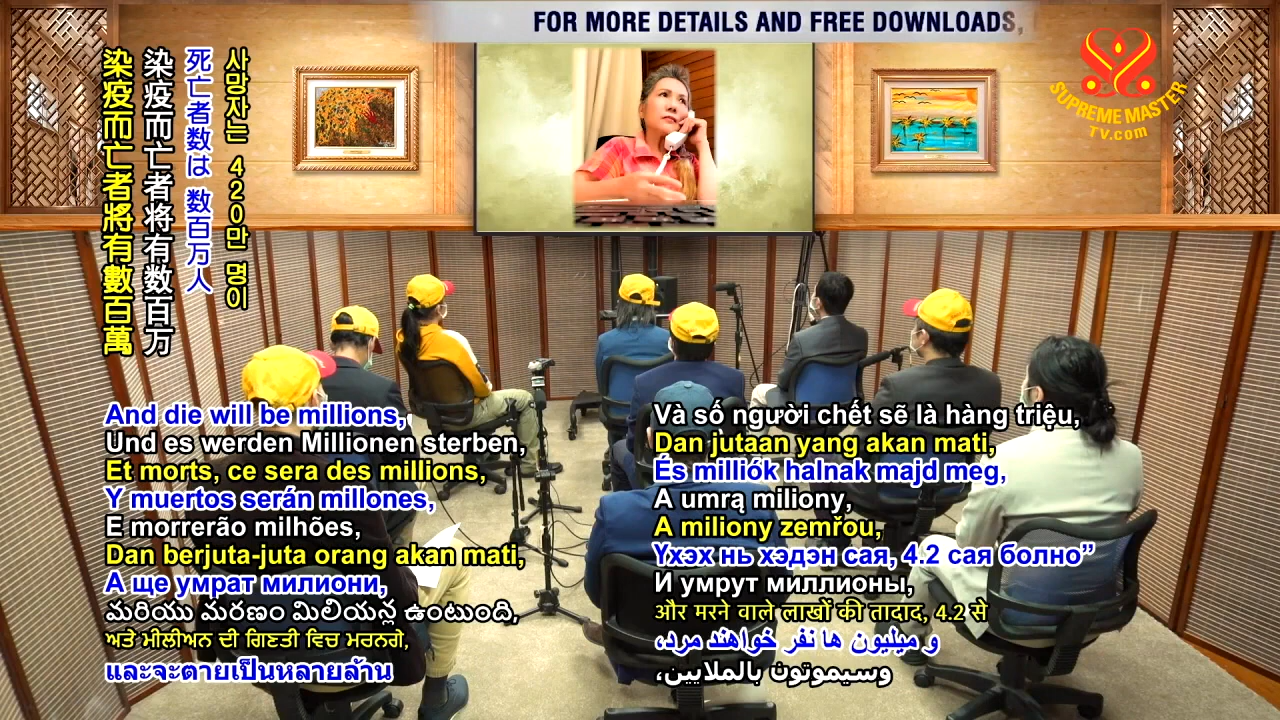 FOR MORE DETAILS AND FREE DOWNLOADS,
SUPREME MASTER
TV.com
사망자는 420만 명이
死亡者数は 数百万人
染疫而亡者将有数百万
染疫而亡者將有數百萬
And die will be millions,
Und es werden Millionen sterben,
Et morts, ce sera des millions,
Y muertos serán millones,
E morrerão milhões,
Dan berjuta-juta orang akan mati,
А ще умрат милиони,
మరియు మరణం మిలియన్ల ఉంటుంది,
ਅਤੇ ਮੀਲੀਅਨ ਦੀ ਗਿਣਤੀ ਵਿਚ ਮਰਨਗੇ,
และจะตายเป็นหลายล้าน
Và số người chết sẽ là hàng triệu,
Dan jutaan yang akan mati,
És milliók halnak majd meg,
A umrą miliony,
A miliony zemřou,
Үхэх нь хэдэн сая, 4.2 сая болно”
И умрут миллионы,
और मरने वाले लाखों की तादाद, 4.2 से
و میلیون ها نفر خواهند مرد،
وسيموتون بالملايين،